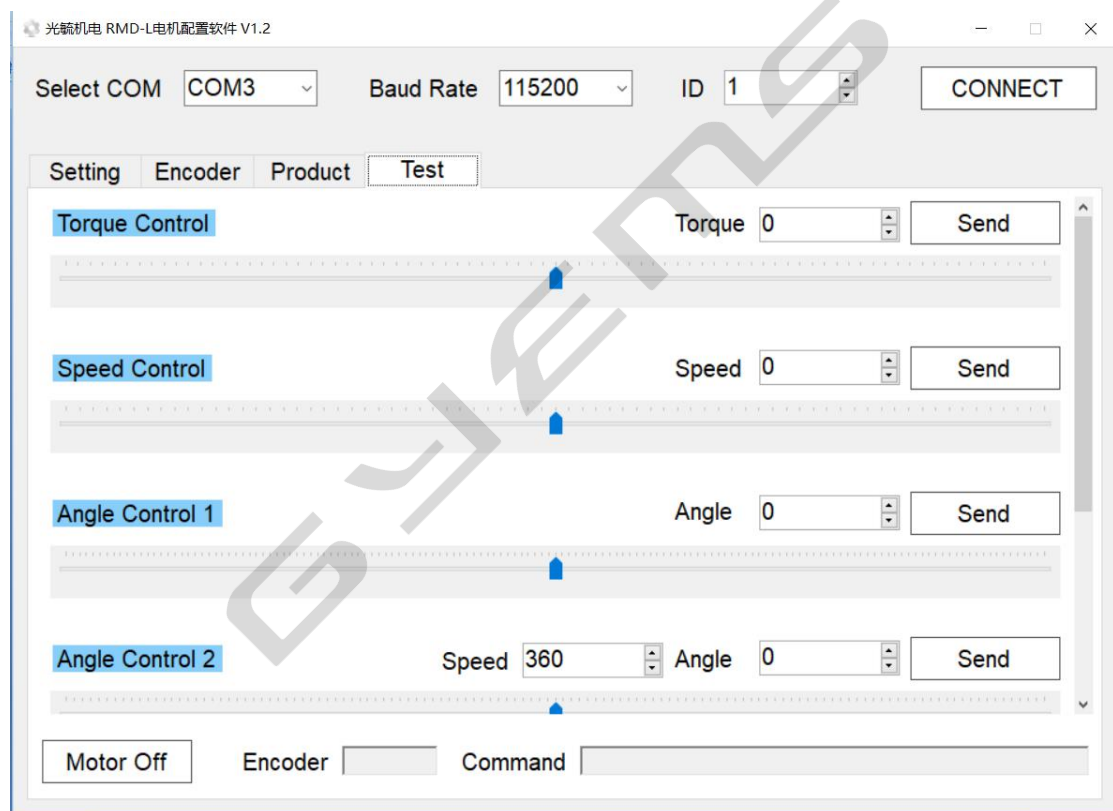 光毓机电 RMD-L电机配置软件 V1.2
Select COM COM3 Baud Rate 115200 ID 1 CONNECT
Setting Encoder Product Test
Torque Control Torque 0 Send
Speed Control Speed 0 Send
Angle Control 1 Angle 0 Send
Angle Control 2 Speed 360 Angle 0 Send
Motor Off Encoder Command
GYEMS